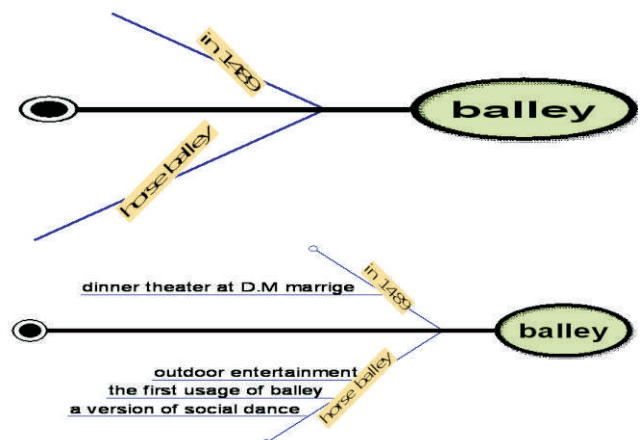 in 1489
balley
horse balley
in 1489
dinner theater at D.M marrige
balley
outdoor entertainment
the first usage of balley
horse balley
a version of social dance